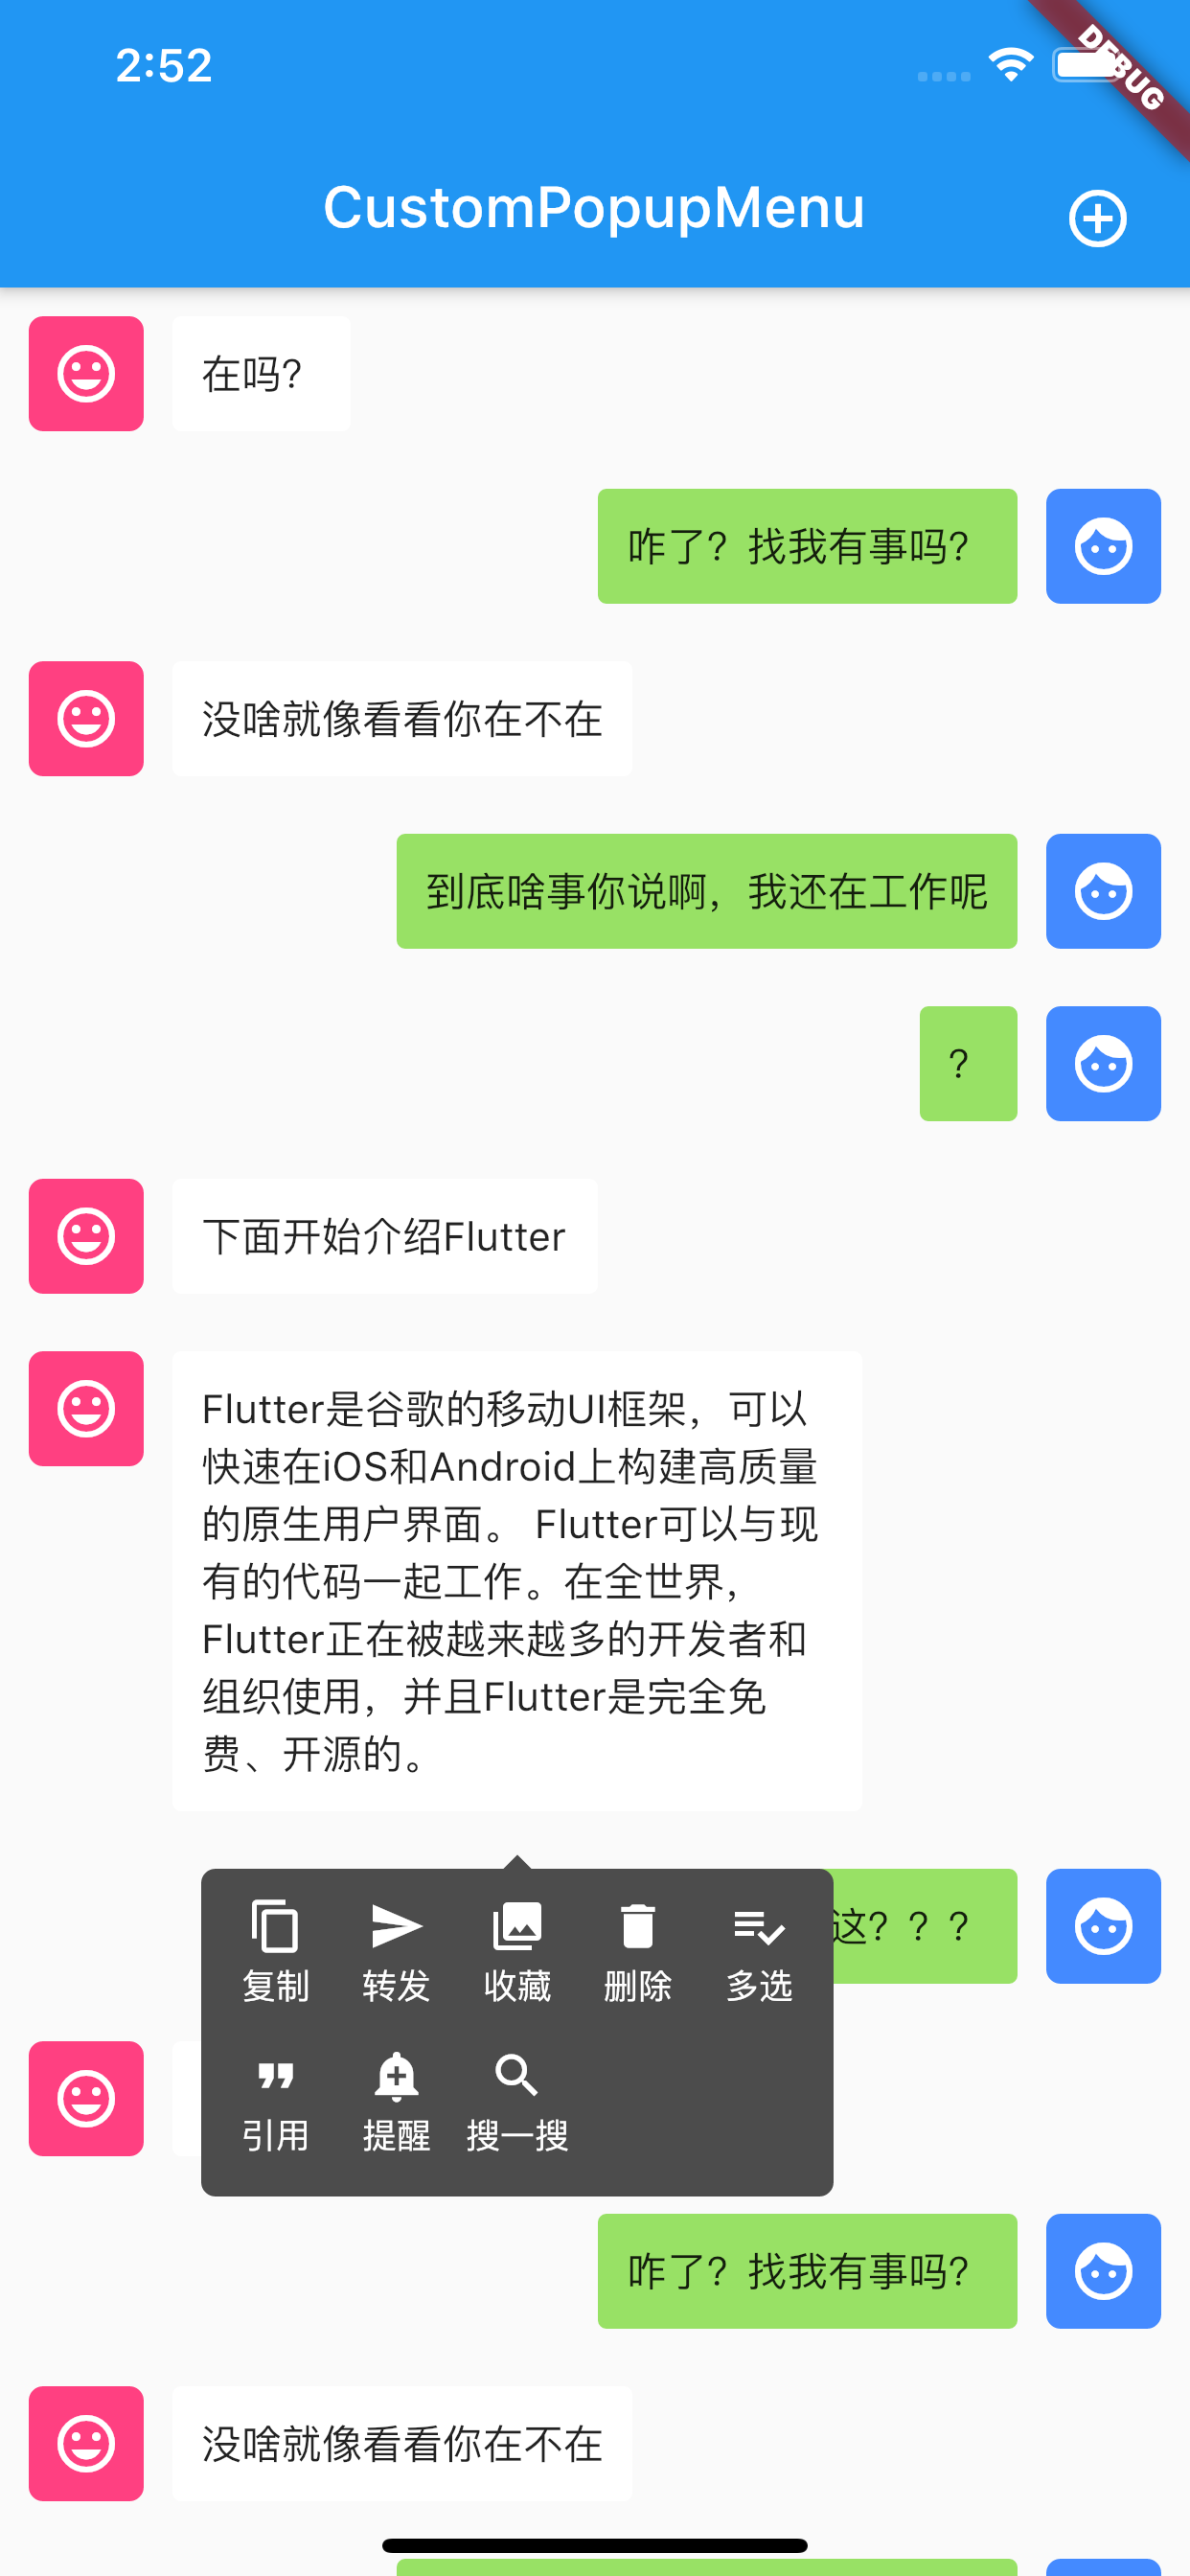 2:52
DEBUG
CustomPopupMenu
在吗？
咋了？找我有事吗？
没啥就像看看你在不在
到底啥事你说啊，我还在工作呢
？
下面开始介绍Flutter
Flutter是谷歌的移动UI框架，可以
快速在iOS和Android上构建高质量
的原生用户界面。 Flutter可以与现
有的代码一起工作。在全世界，
Flutter正在被越来越多的开发者和
组织使用，并且Flutter是完全免
费、开源的。
这？？？
复制 转发 收藏 删除 多选
引用 提醒 搜一搜
咋了？找我有事吗？
没啥就像看看你在不在